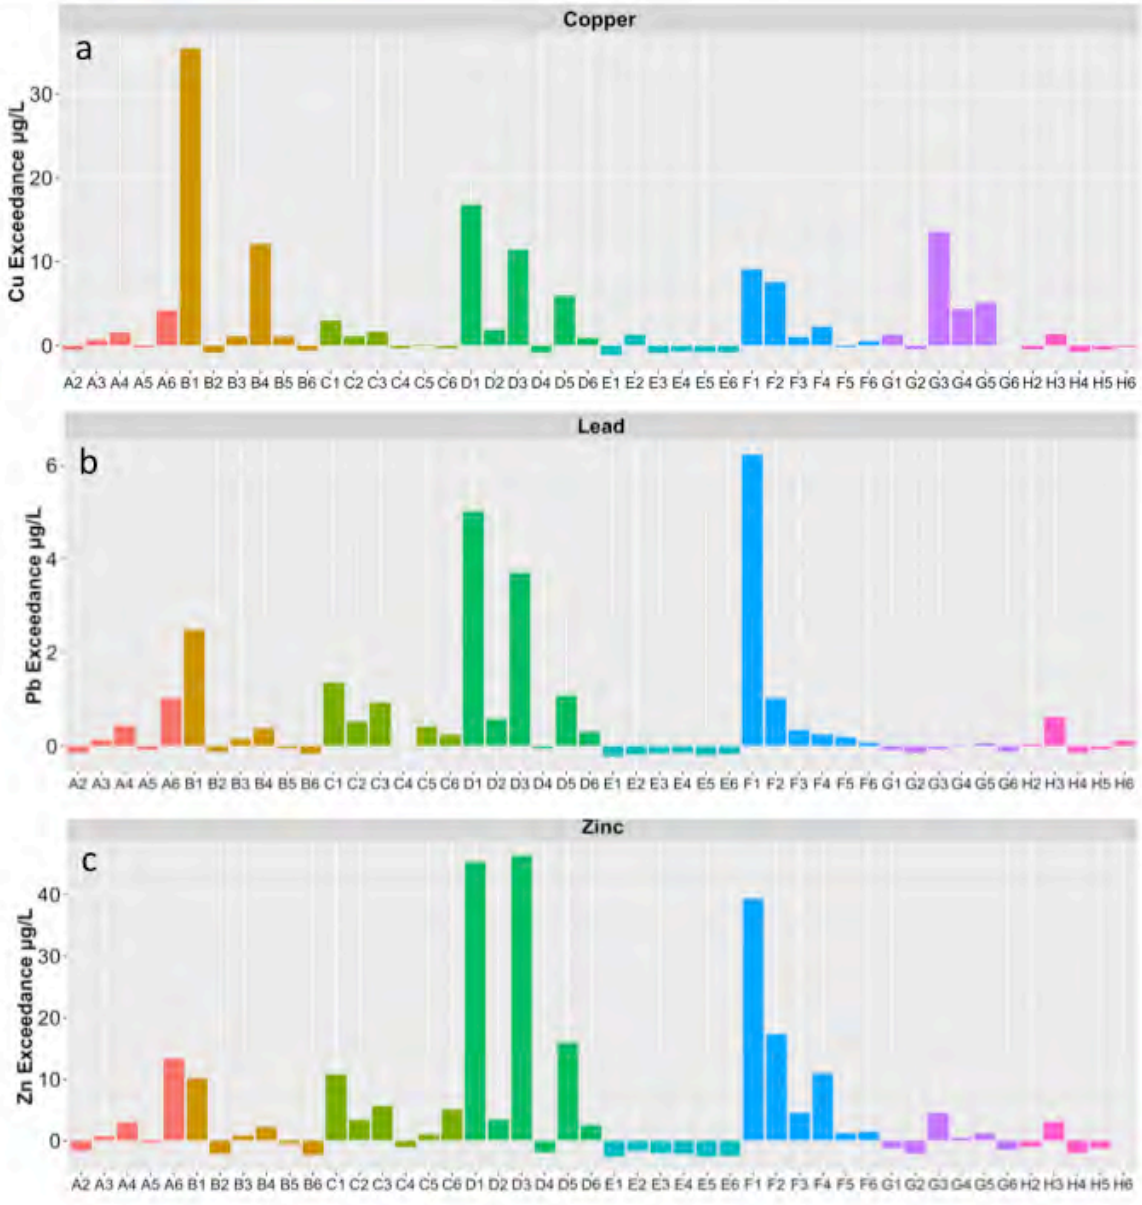 Copper
a
Cu Exceedance µg/L
30
20
10
0
A2 A3 A4 A5 A6 B1 B2 B3 B4 B5 B6 C1 C2 C3 C4 C5 C6 D1 D2 D3 D4 D5 D6 E1 E2 E3 E4 E5 E6 F1 F2 F3 F4 F5 F6 G1 G2 G3 G4 G5 G6 H2 H3 H4 H5 H6
Lead
b
Pb Exceedance µg/L
6
4
2
0
A2 A3 A4 A5 A6 B1 B2 B3 B4 B5 B6 C1 C2 C3 C4 C5 C6 D1 D2 D3 D4 D5 D6 E1 E2 E3 E4 E5 E6 F1 F2 F3 F4 F5 F6 G1 G2 G3 G4 G5 G6 H2 H3 H4 H5 H6
Zinc
c
Zn Exceedance µg/L
40
30
20
10
0
A2 A3 A4 A5 A6 B1 B2 B3 B4 B5 B6 C1 C2 C3 C4 C5 C6 D1 D2 D3 D4 D5 D6 E1 E2 E3 E4 E5 E6 F1 F2 F3 F4 F5 F6 G1 G2 G3 G4 G5 G6 H2 H3 H4 H5 H6